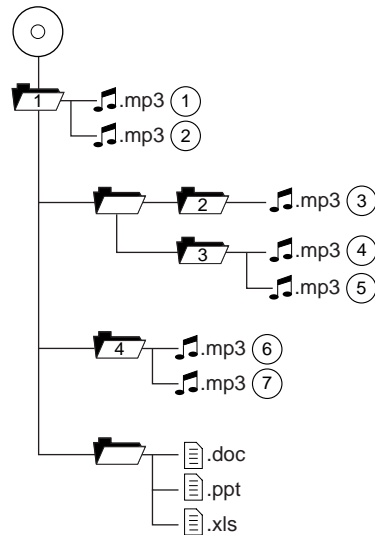 1 .mp3 1
.mp3 2
2 .mp3 3
3 .mp3 4
.mp3 5
4 .mp3 6
.mp3 7
.doc
.ppt
.xls